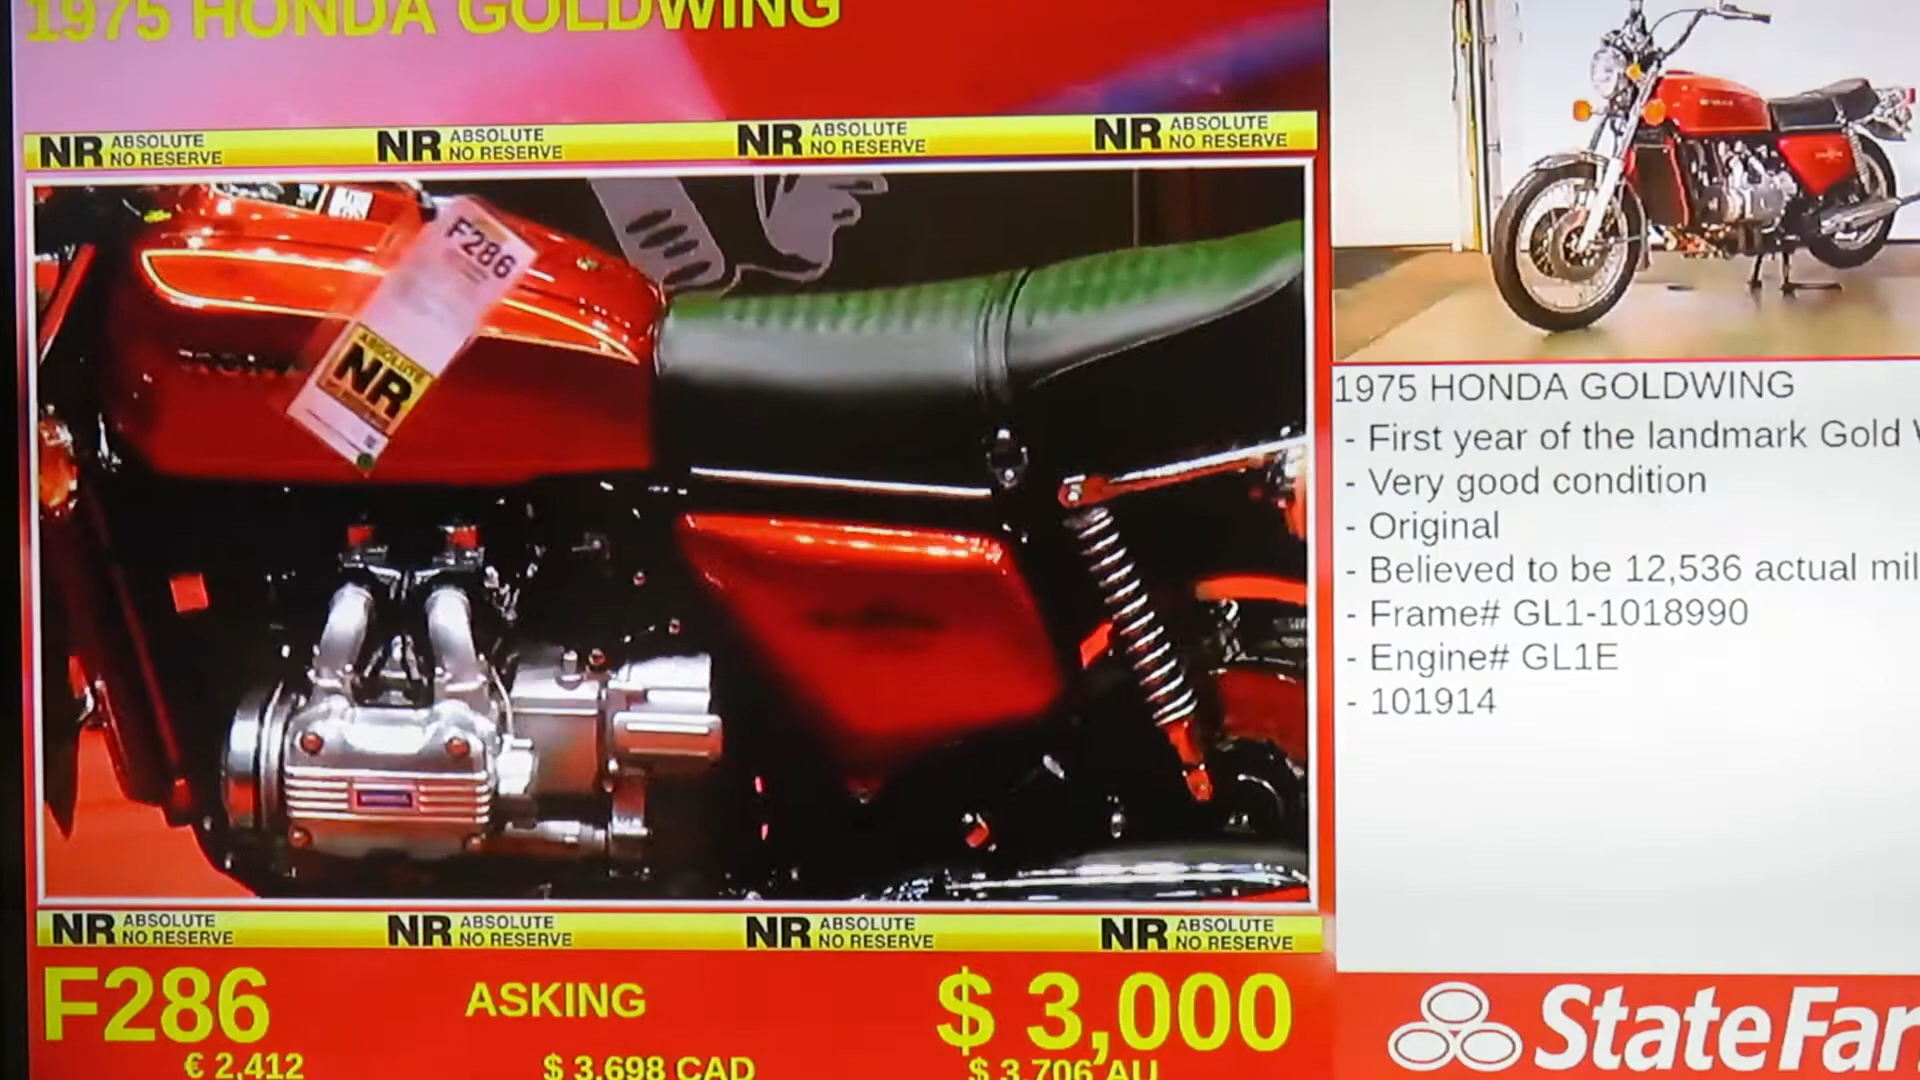 1975 HONDA GOLDWING
NR ABSOLUTE NO RESERVE
NR ABSOLUTE NO RESERVE
NR ABSOLUTE NO RESERVE
NR ABSOLUTE NO RESERVE
F286
ABSOLUTE
NR
NR ABSOLUTE NO RESERVE
NR ABSOLUTE NO RESERVE
NR ABSOLUTE NO RESERVE
NR ABSOLUTE NO RESERVE
F286 ASKING $ 3,000
€ 2,412 $ 3,698 CAD $ 3,706 AU
1975 HONDA GOLDWING
- First year of the landmark Gold
- Very good condition
- Original
- Believed to be 12,536 actual mil
- Frame# GL1-1018990
- Engine# GL1E
- 101914
StateFar